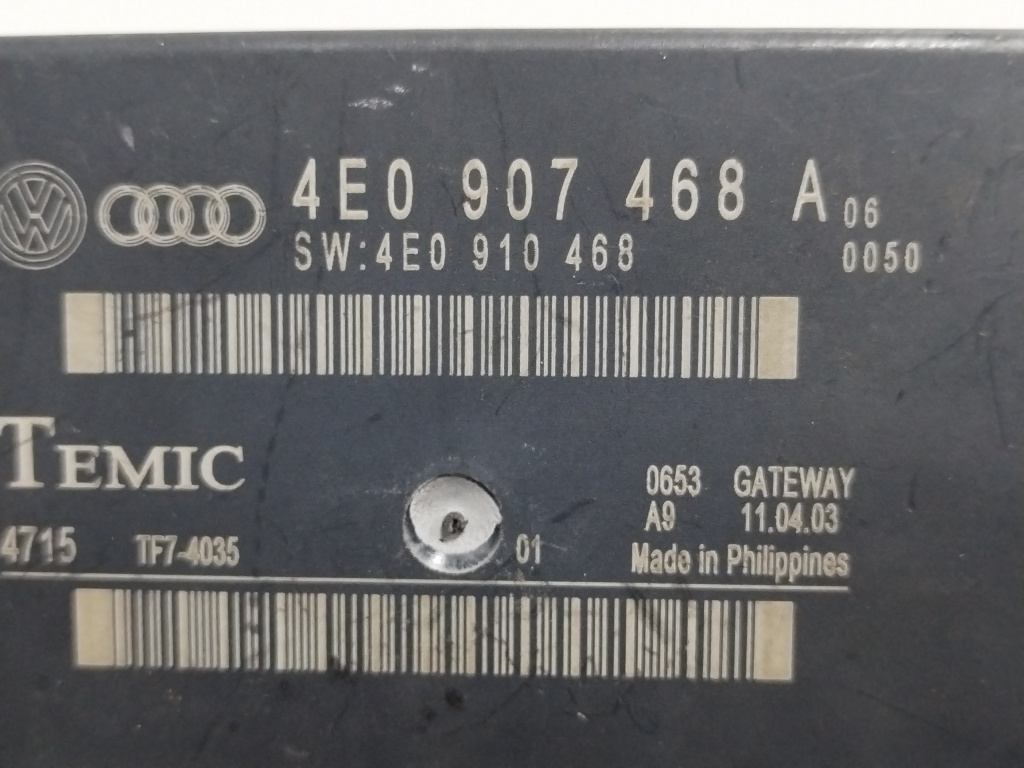 4E0 907 468 A 06
SW:4E0 910 468 0050
TEMIC
0653 GATEWAY
A9 11.04.03
4715 TF7-4035 01 Made in Philippines